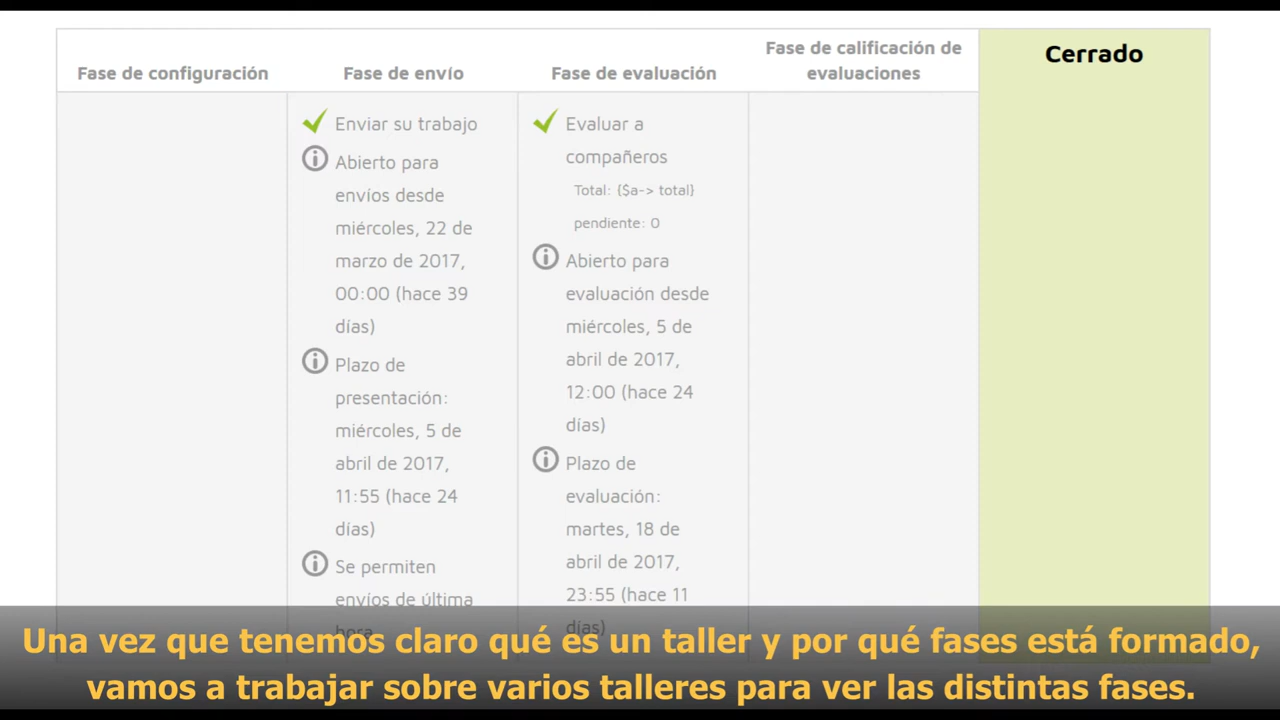 Fase de configuración
Fase de envío
Enviar su trabajo
Abierto para
envíos desde
miércoles, 22 de
marzo de 2017,
00:00 (hace 39
días)
Plazo de
presentación:
miércoles, 5 de
abril de 2017,
11:55 (hace 24
días)
Se permiten
envíos de última
hora
Fase de evaluación
Evaluar a
compañeros
Total: {$a-> total}
pendiente: 0
Abierto para
evaluación desde
miércoles, 5 de
abril de 2017,
12:00 (hace 24
días)
Plazo de
evaluación:
martes, 18 de
abril de 2017,
23:55 (hace 11
días)
Fase de calificación de
evaluaciones
Cerrado
Una vez que tenemos claro qué es un taller y por qué fases está formado,
vamos a trabajar sobre varios talleres para ver las distintas fases.